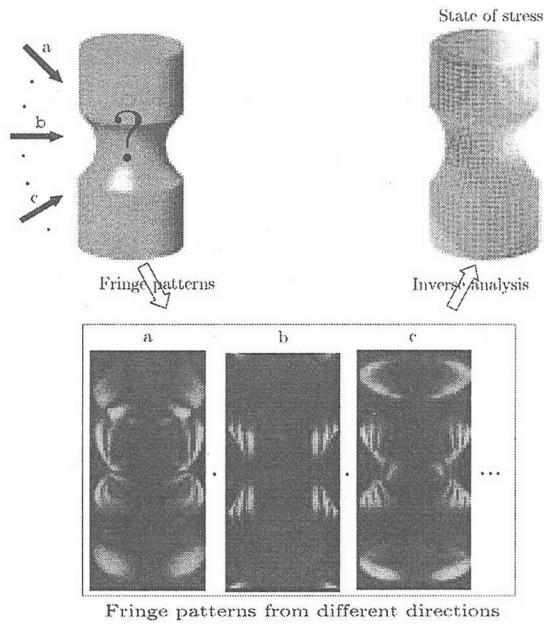 State of stress
a
b
?
c
Fringe patterns
Inverse analysis
a
b
c
...
Fringe patterns from different directions